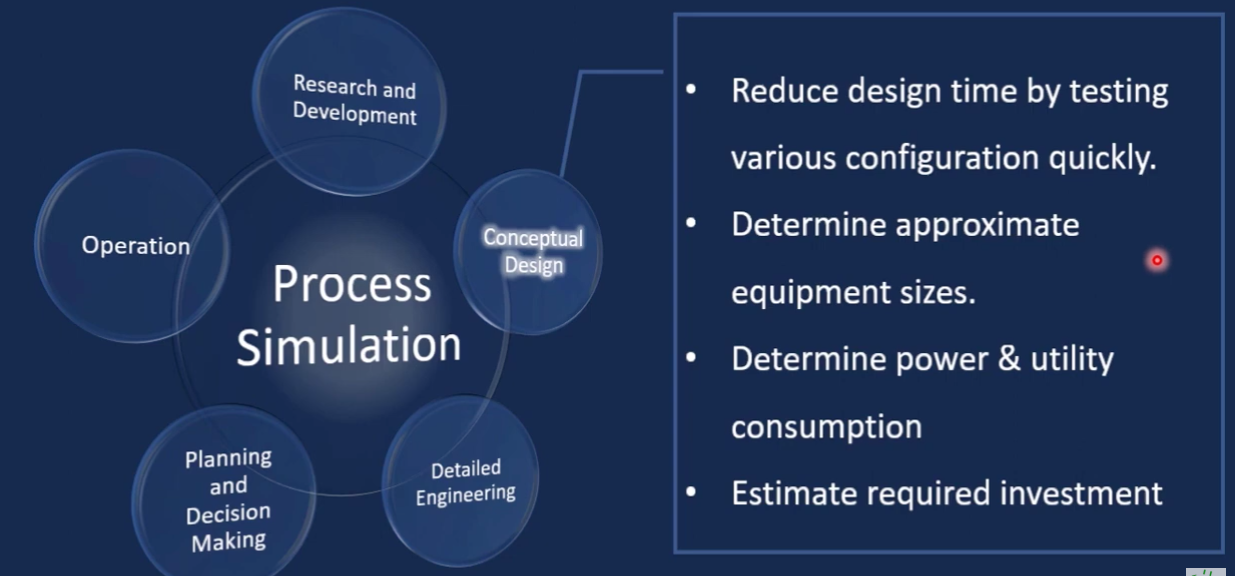 Research and
Development
Operation
Conceptual
Design
Process
Simulation
Planning
and
Decision
Making
Detailed
Engineering
• Reduce design time by testing
various configuration quickly.
• Determine approximate
equipment sizes.
• Determine power & utility
consumption
• Estimate required investment